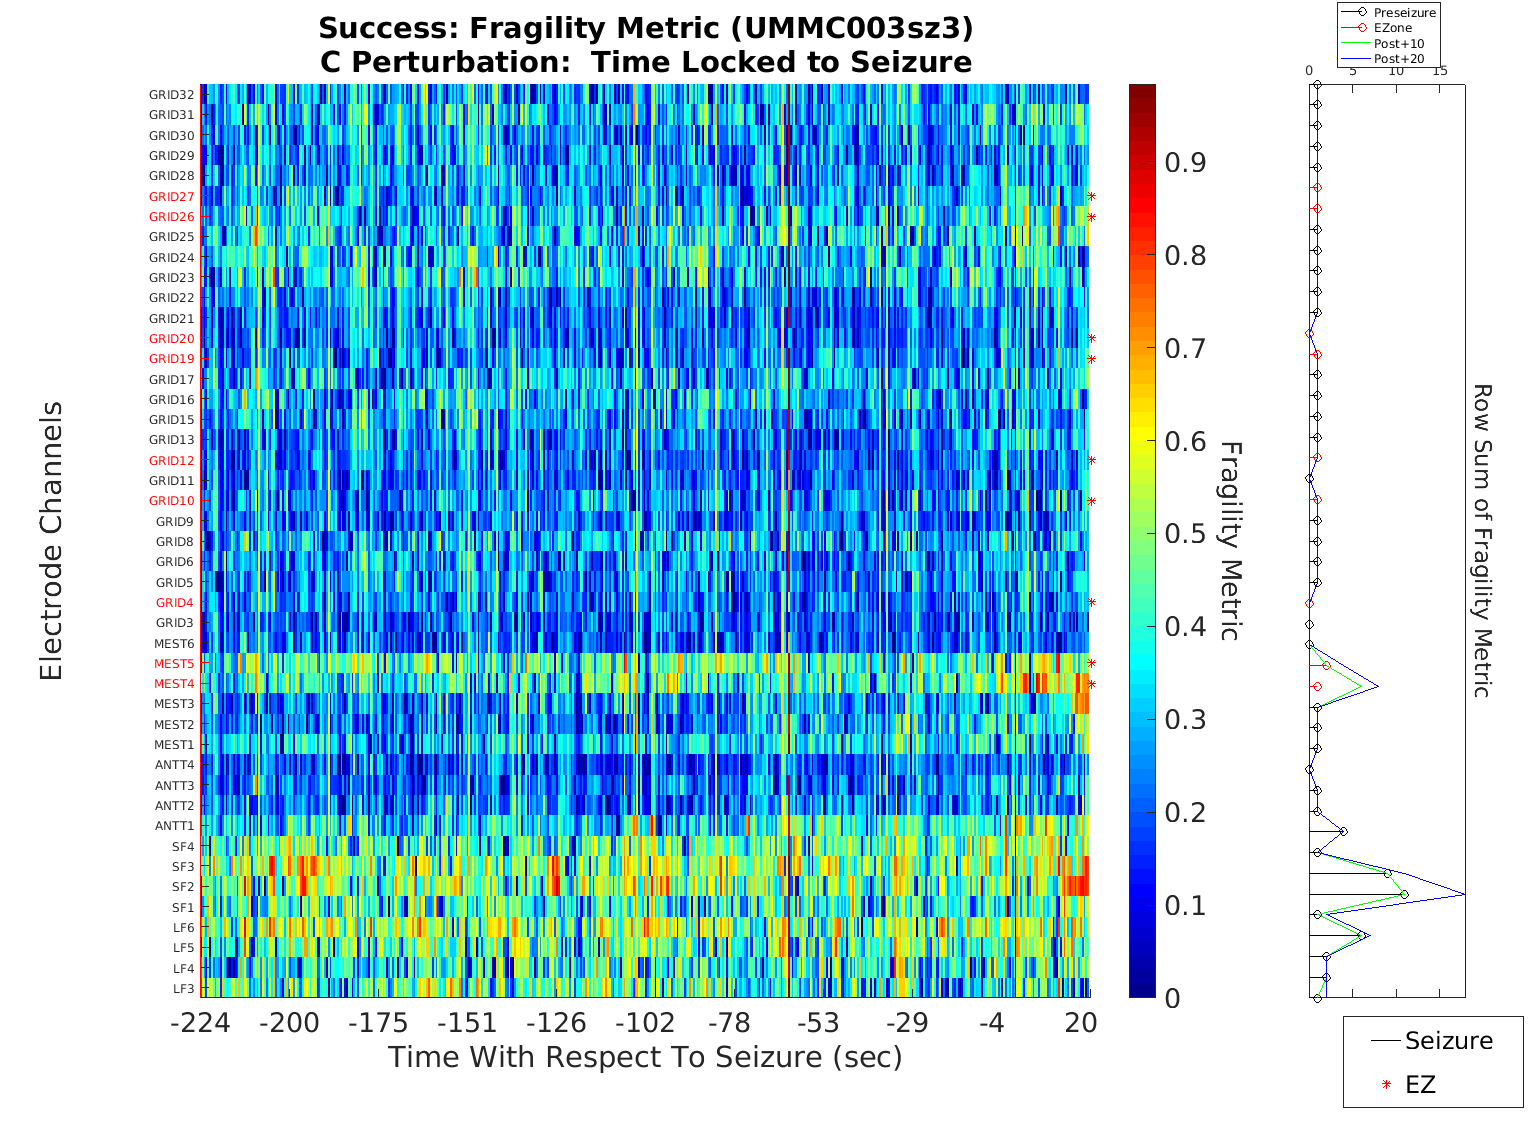 Success: Fragility Metric (UMMC003sz3)
C Perturbation:  Time Locked to Seizure
Electrode Channels
GRID32
GRID31
GRID30
GRID29
GRID28
GRID27
GRID26
GRID25
GRID24
GRID23
GRID22
GRID21
GRID20
GRID19
GRID17
GRID16
GRID15
GRID13
GRID12
GRID11
GRID10
GRID9
GRID8
GRID6
GRID5
GRID4
GRID3
MEST6
MEST5
MEST4
MEST3
MEST2
MEST1
ANTT4
ANTT3
ANTT2
ANTT1
SF4
SF3
SF2
SF1
LF6
LF5
LF4
LF3
-224 -200 -175 -151 -126 -102 -78 -53 -29 -4 20
Time With Respect To Seizure (sec)
0.9
0.8
0.7
0.6
0.5
0.4
0.3
0.2
0.1
0
Fragility Metric
Preseizure
EZone
Post+10
Post+20
0 5 10 15
Row Sum of Fragility Metric
Seizure
EZ